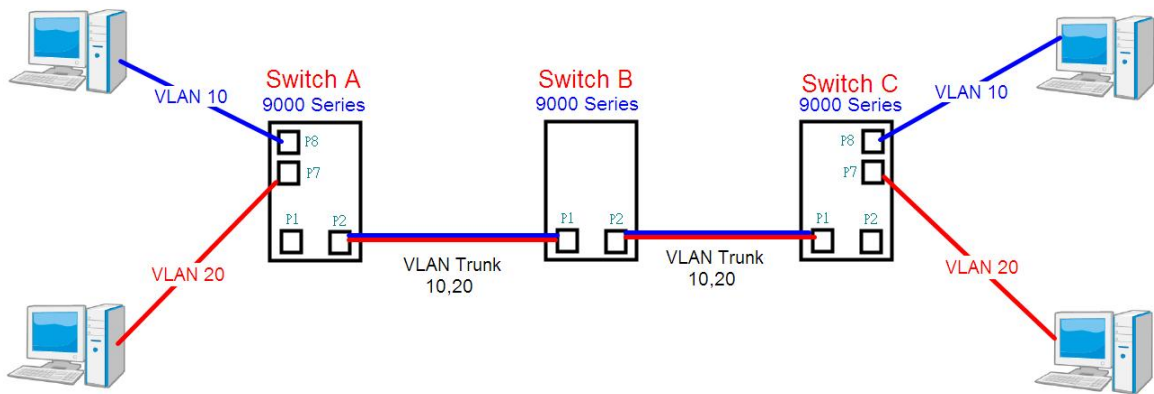 Switch A
9000 Series
Switch B
9000 Series
Switch C
9000 Series
VLAN 10
VLAN 10
P8
P7
P1
P2
P1
P2
P8
P7
P1
P2
VLAN 20
VLAN Trunk
10,20
VLAN Trunk
10,20
VLAN 20